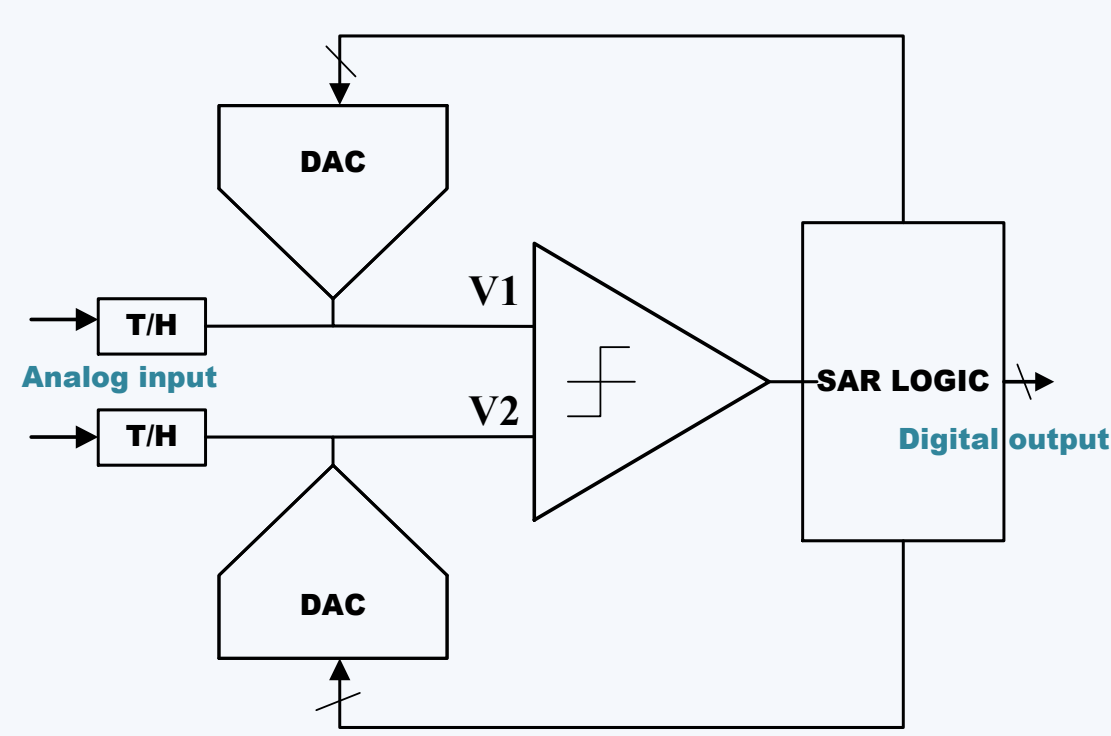 DAC
V1
T/H
Analog input
SAR LOGIC
V2
T/H
Digital output
DAC